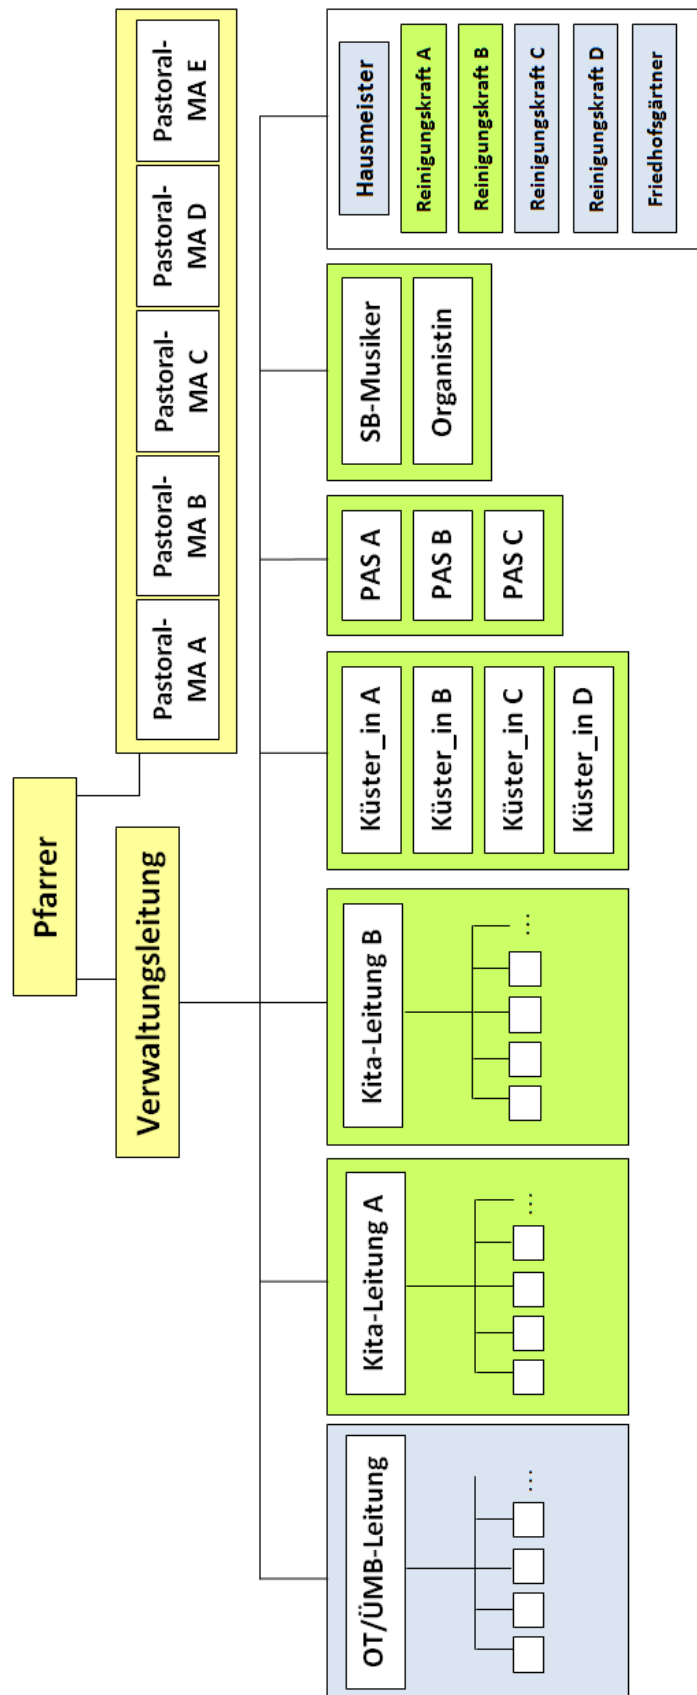 Pfarrer
Verwaltungsleitung
Pastoral-
MA A
Pastoral-
MA B
Pastoral-
MA C
Pastoral-
MA D
Pastoral-
MA E
OT/ÜMB-Leitung
...
Kita-Leitung A
...
Kita-Leitung B
...
Küster_in A
Küster_in B
Küster_in C
Küster_in D
PAS A
PAS B
PAS C
SB-Musiker
Organistin
Hausmeister
Reinigungskraft A
Reinigungskraft B
Reinigungskraft C
Reinigungskraft D
Friedhofsgärtner